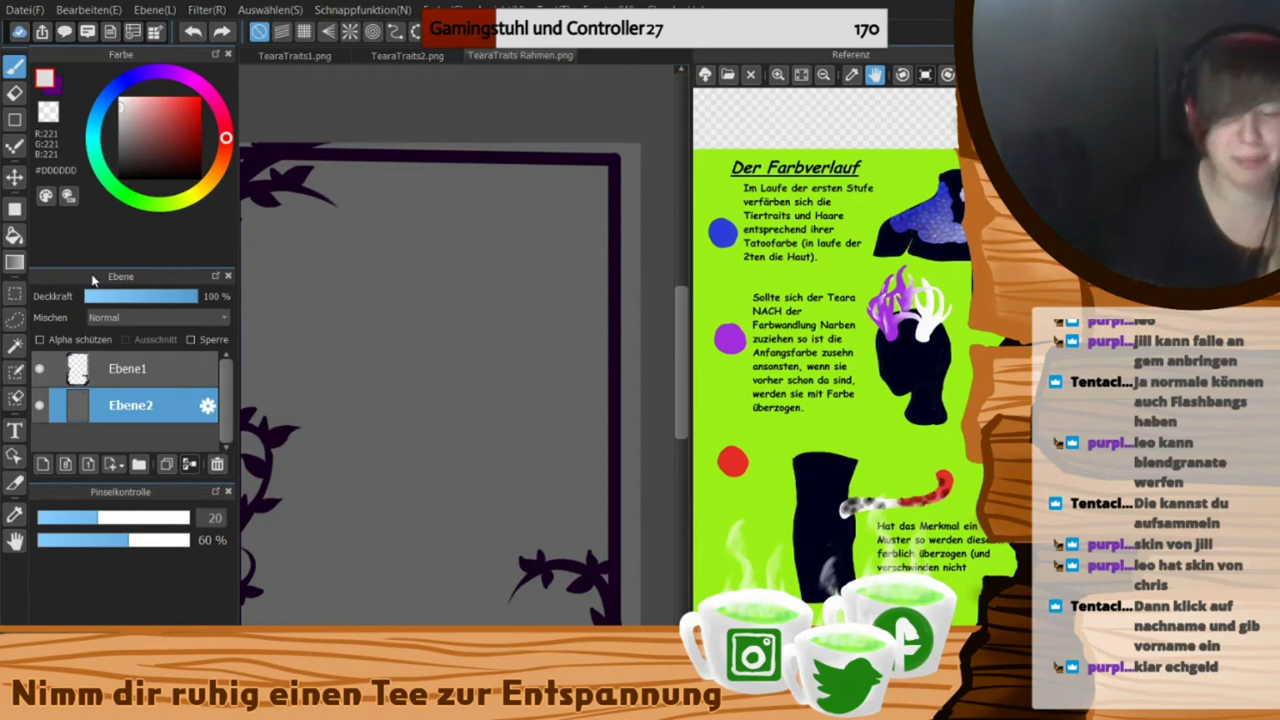 Datei(F) Bearbeiten(E) Ebene(L) Filter(R) Auswählen(S) Schnappfunktion(N)
Gamingstuhl und Controller27 170
TearaTraits1.png TearaTraits2.png TearaTraits Rahmen.png
Referenz
Farbe
R:221
G:221
B:221
#DDDDDD
Ebene
Deckkraft 100 %
Mischen Normal
Alpha schützen Ausschnitt Sperre
Ebene1
Ebene2
Pinselkontrolle
20
60 %
Der Farbverlauf
Im Laufe der ersten Stufe
verfärben sich die
Tiertraits und Haare
entsprechend ihrer
Tatoofarbe (in laufe der
2ten die Haut).
Sollte sich der Teara
NACH der
Farbwandlung Narben
zuziehen so ist die
Anfangsfarbe zusehn
ansonsten, wenn sie
vorher schon da sind,
werden sie mit Farbe
überzogen.
Hat das Merkmal ein
Muster so werden diese
farblich überzogen (und
verschwinden nicht
purpl...leo
purpl...jill kann falle an
gem anbringen
Tentacl...Ja normale können
auch Flashbangs
haben
purpl...leo kann
blendgranate
werfen
Tentacl...Die kannst du
aufsammeln
purpl...skin von jill
purpl...leo hat skin von
chris
Tentacl...Dann klick auf
nachname und gib
vorname ein
purpl...klar echgeld
Nimm dir ruhig einen Tee zur Entspannung